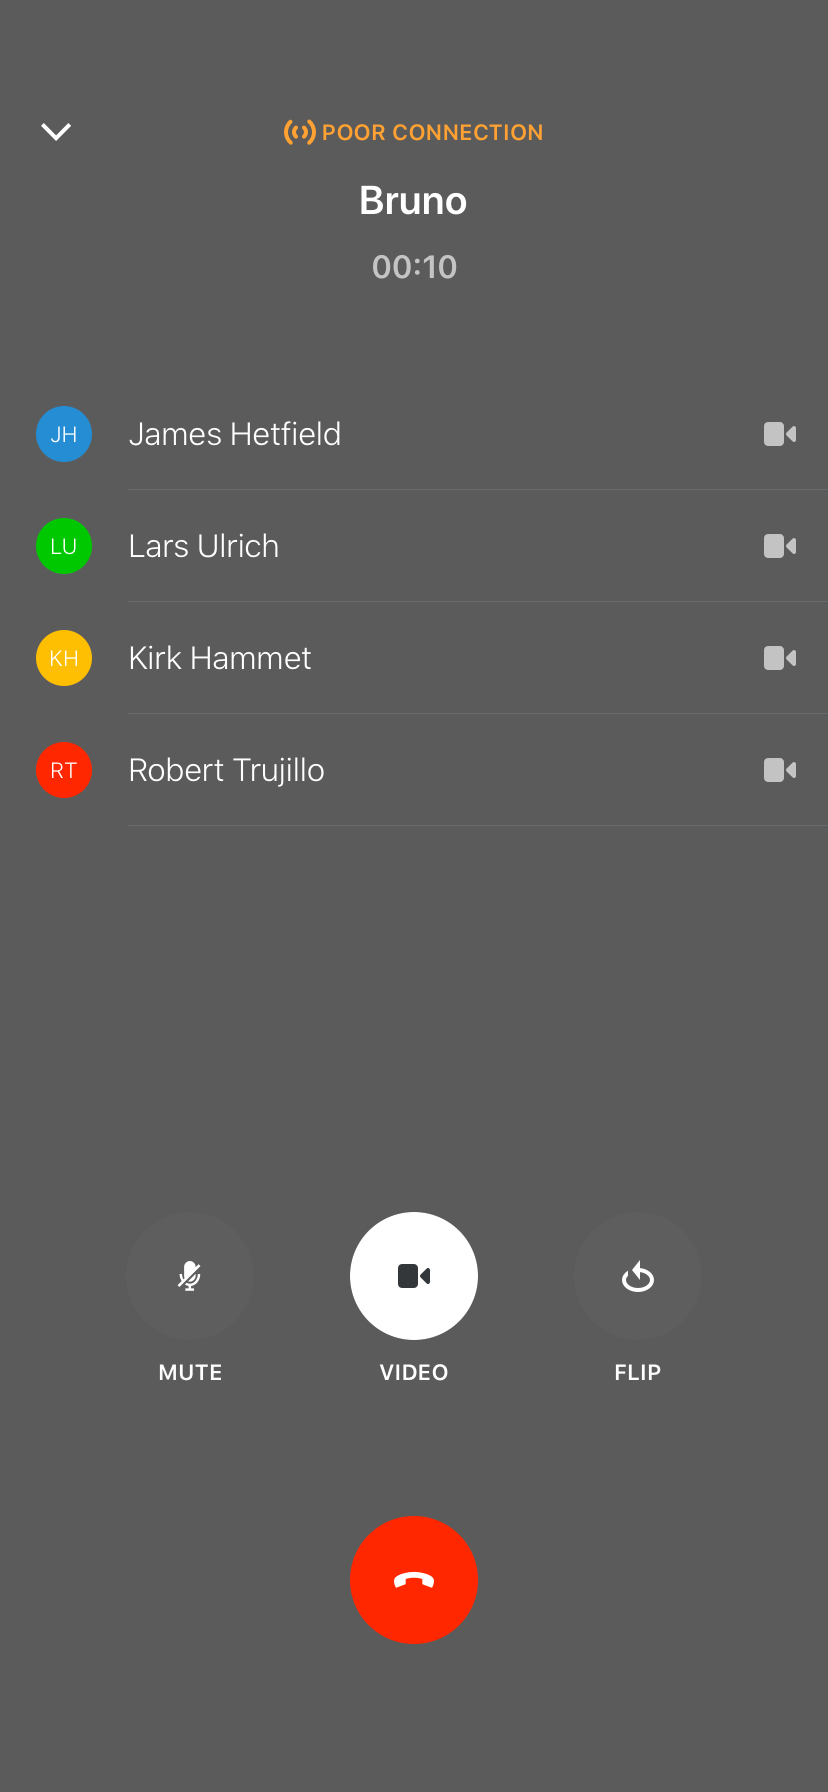 POOR CONNECTION
Bruno
00:10
JH James Hetfield
LU Lars Ulrich
KH Kirk Hammet
RT Robert Trujillo
MUTE VIDEO FLIP